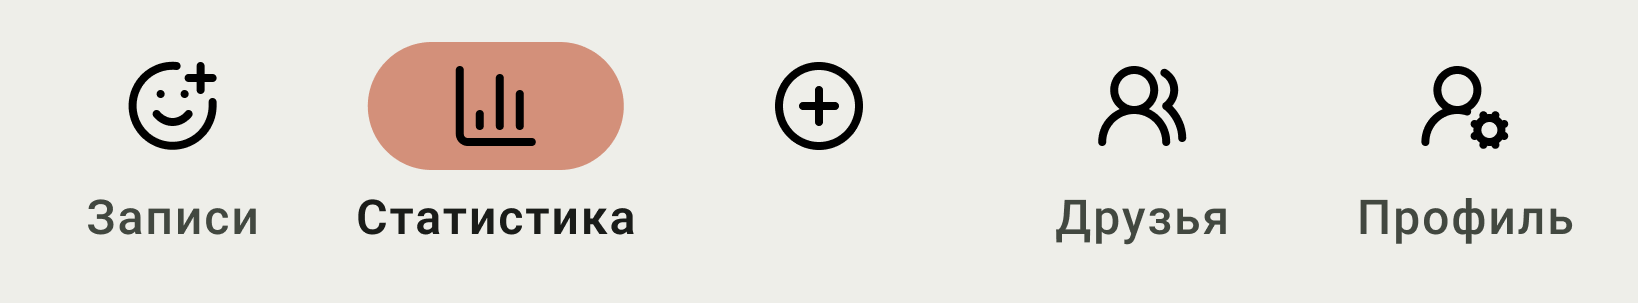 Записи
Статистика
Друзья
Профиль